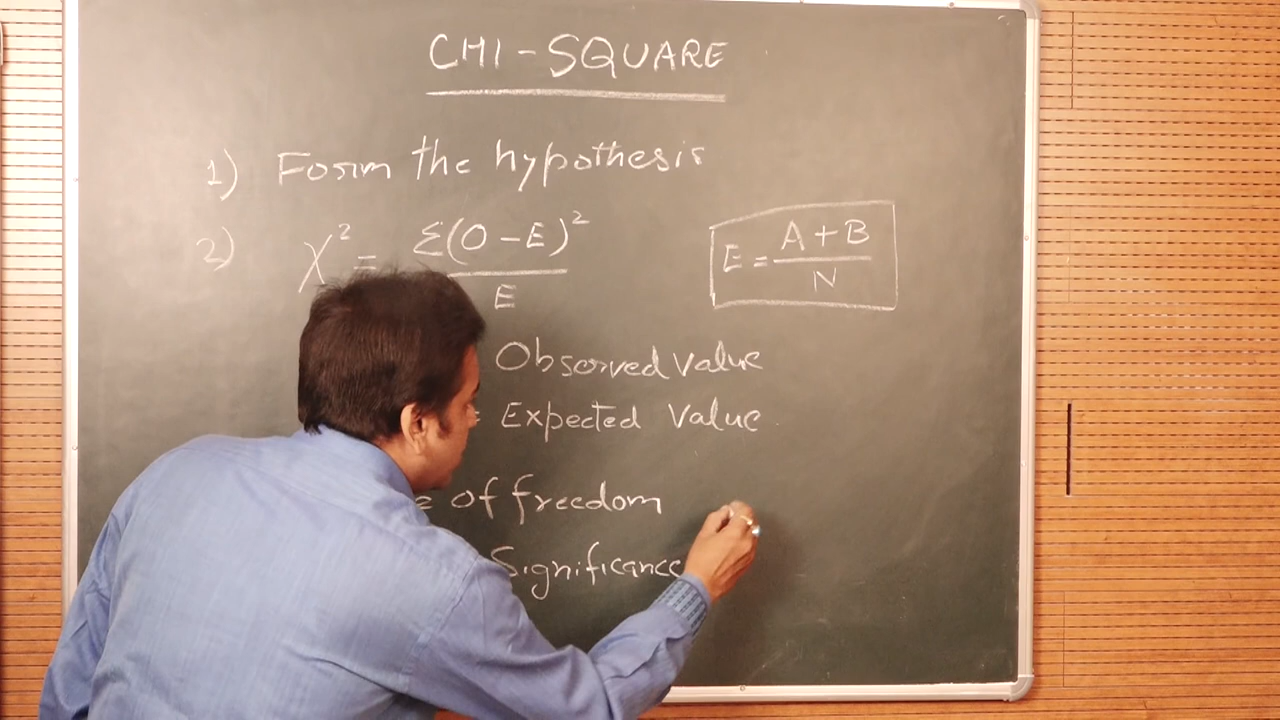 CHI-SQUARE
1) Form the hypothesis
2) χ² = Σ(O-E)² / E
E = A+B / N
Observed value
= Expected Value
of freedom
Significance